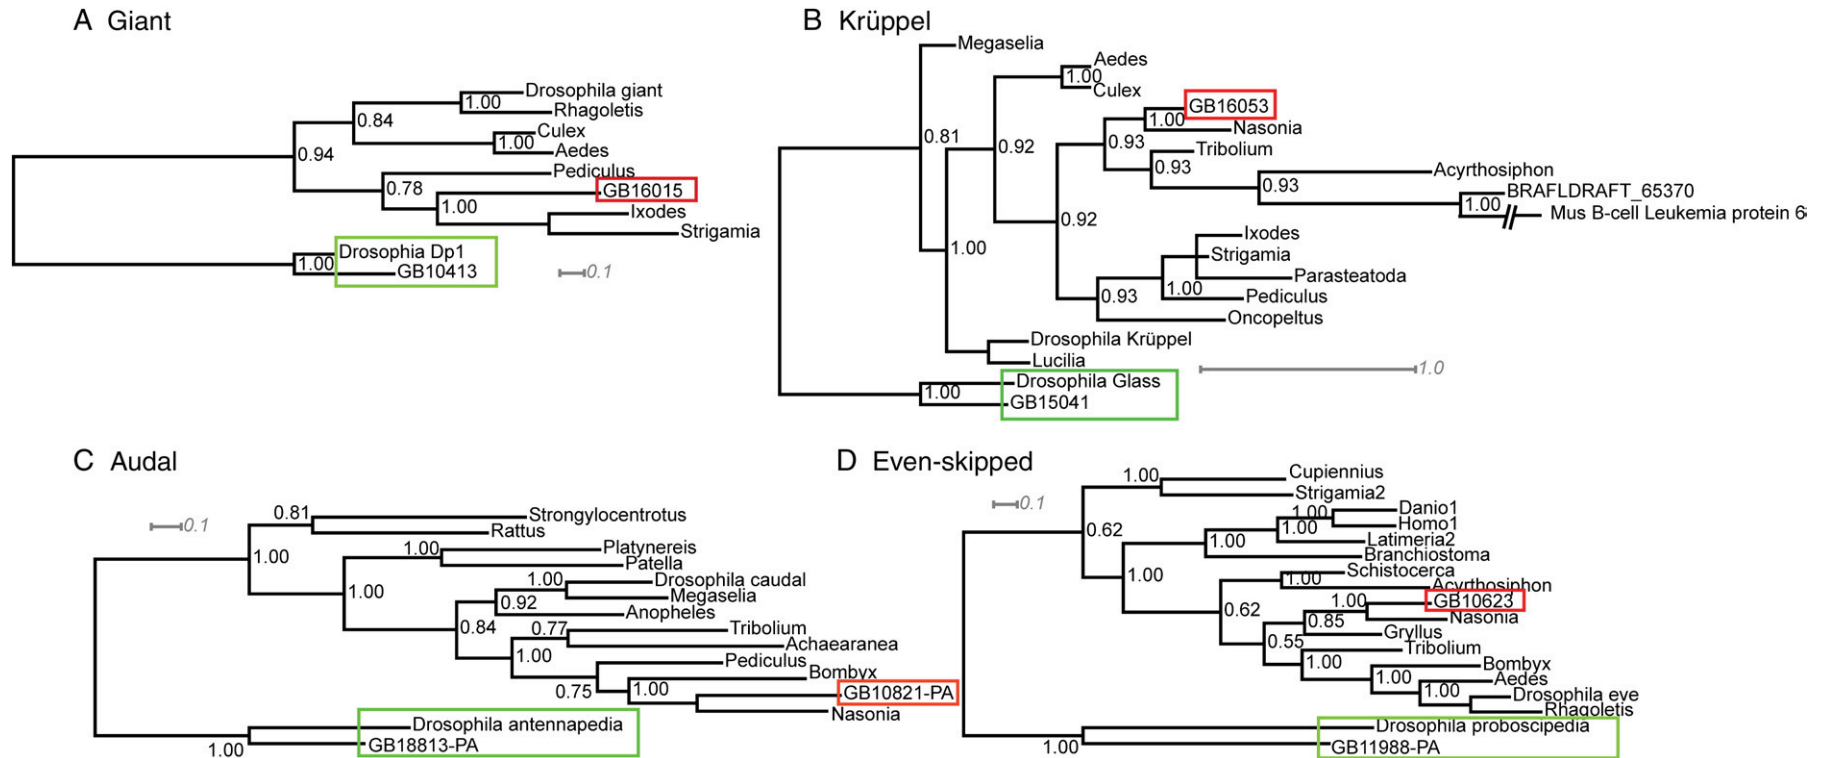 A Giant
Drosophila giant
1.00
Rhagoletis
0.84
Culex
1.00
Aedes
0.94
Pediculus
0.78
GB16015
1.00
Ixodes
Strigamia
Drosophia Dp1
1.00
GB10413
0.1
B Krüppel
Megaselia
Aedes
1.00
Culex
GB16053
1.00
Nasonia
0.81
0.92
0.93
Tribolium
0.93
Acyrthosiphon
0.93
BRAFLDRAFT_65370
1.00
Mus B-cell Leukemia protein 6
0.92
Ixodes
1.00
Strigamia
Parasteatoda
1.00
0.93
Pediculus
Oncopeltus
Drosophila Krüppel
Lucilia
1.0
Drosophila Glass
1.00
GB15041
C Audal
0.1
0.81
Strongylocentrotus
Rattus
1.00
1.00
Platynereis
Patella
1.00
1.00
Drosophila caudal
0.92
Megaselia
Anopheles
0.84
0.77
Tribolium
Achaearanea
1.00
Pediculus
Bombyx
0.75
1.00
GB10821-PA
Nasonia
Drosophila antennapedia
1.00
GB18813-PA
D Even-skipped
0.1
1.00
Cupiennius
Strigamia2
0.62
Danio1
1.00
Homo1
1.00
Latimeria2
1.00
Branchiostoma
1.00
Schistocerca
1.00
Acyrthosiphon
1.00
GB10623
0.62
0.85
Nasonia
Gryllus
0.55
Tribolium
1.00
Bombyx
1.00
Aedes
1.00
Drosophila eve
Rhagoletis
Drosophila proboscipedia
1.00
GB11988-PA